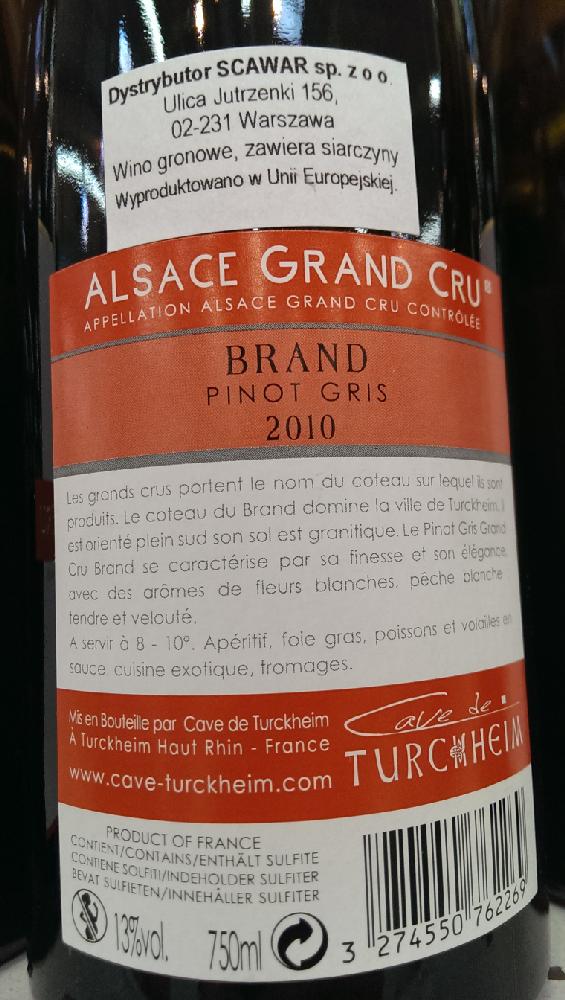 Dystrybutor SCAWAR sp. z o o.
Ulica Jutrzenki 156,
02-231 Warszawa
Wino gronowe, zawiera siarczyny
Wyproduktowano w Unii Europejskiej.
ALSACE GRAND CRU
APPELLATION ALSACE GRAND CRU CONTRÔLÉE
BRAND
PINOT GRIS
2010
Les grands crus portent le nom du coteau sur lequel ils sont
produits. Le coteau du Brand domine la ville de Turckheim, il
est orienté plein sud son sol est granitique. Le Pinot Gris Grand
Cru Brand se caractérise par sa finesse et son élégance,
avec des arômes de fleurs blanches, pêche blanche
tendre et velouté.
A servir à 8 - 10°. Apéritif, foie gras, poissons et volailles en
sauce, cuisine exotique, fromages.
Mis en Bouteille par Cave de Turckheim
À Turckheim Haut Rhin - France
www.cave-turckheim.com
Cave de
TURCKHEIM
PRODUCT OF FRANCE
CONTIENT/CONTAINS/ENTHÄLT SULFITE
CONTIENE SOLFITI/INDEHOLDER SULFITER
BEVAT SULFIETEN/INNEHÅLLER SULFITER
13%vol. 750ml
3 274550 762269